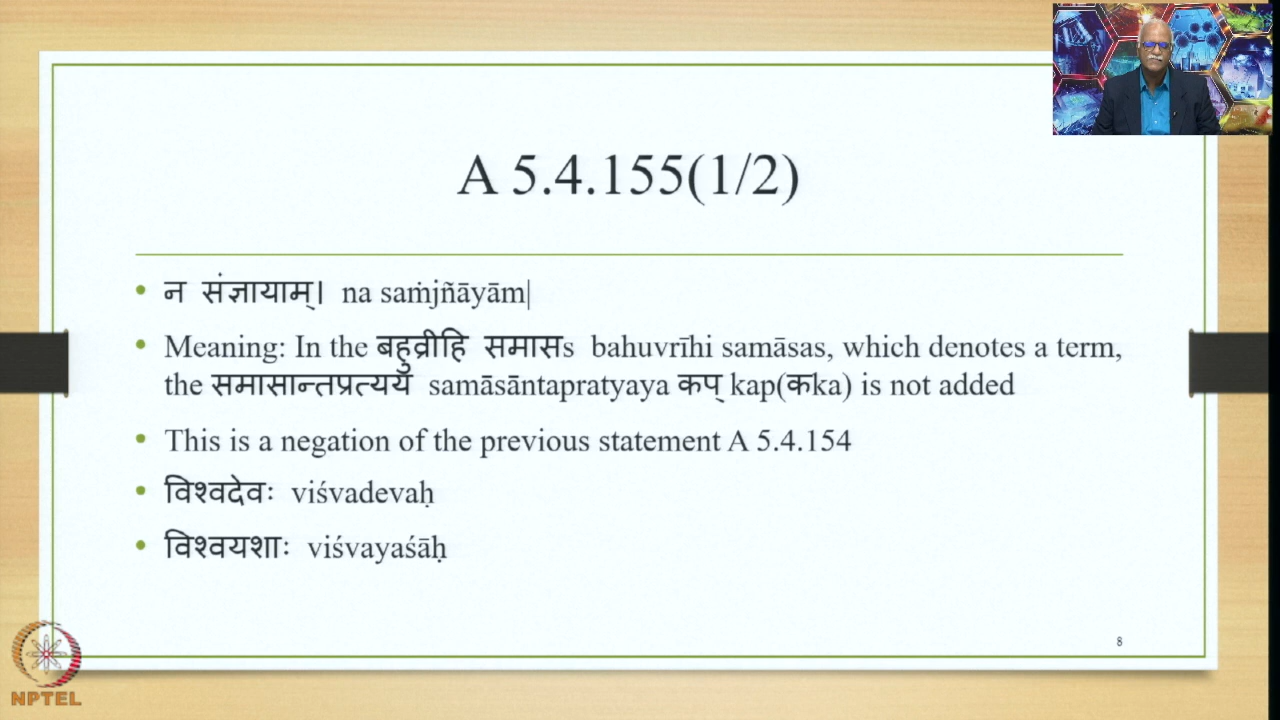 A 5.4.155(1/2)
न संज्ञायाम्। na saṁjñāyām|
Meaning: In the बहुव्रीहि समासs bahuvrīhi samāsas, which denotes a term,
the समासान्तप्रत्यय samāsāntapratyaya कप् kap(कka) is not added
This is a negation of the previous statement A 5.4.154
विश्वदेवः viśvadevaḥ
विश्वयशाः viśvayaśāḥ
8
NPTEL